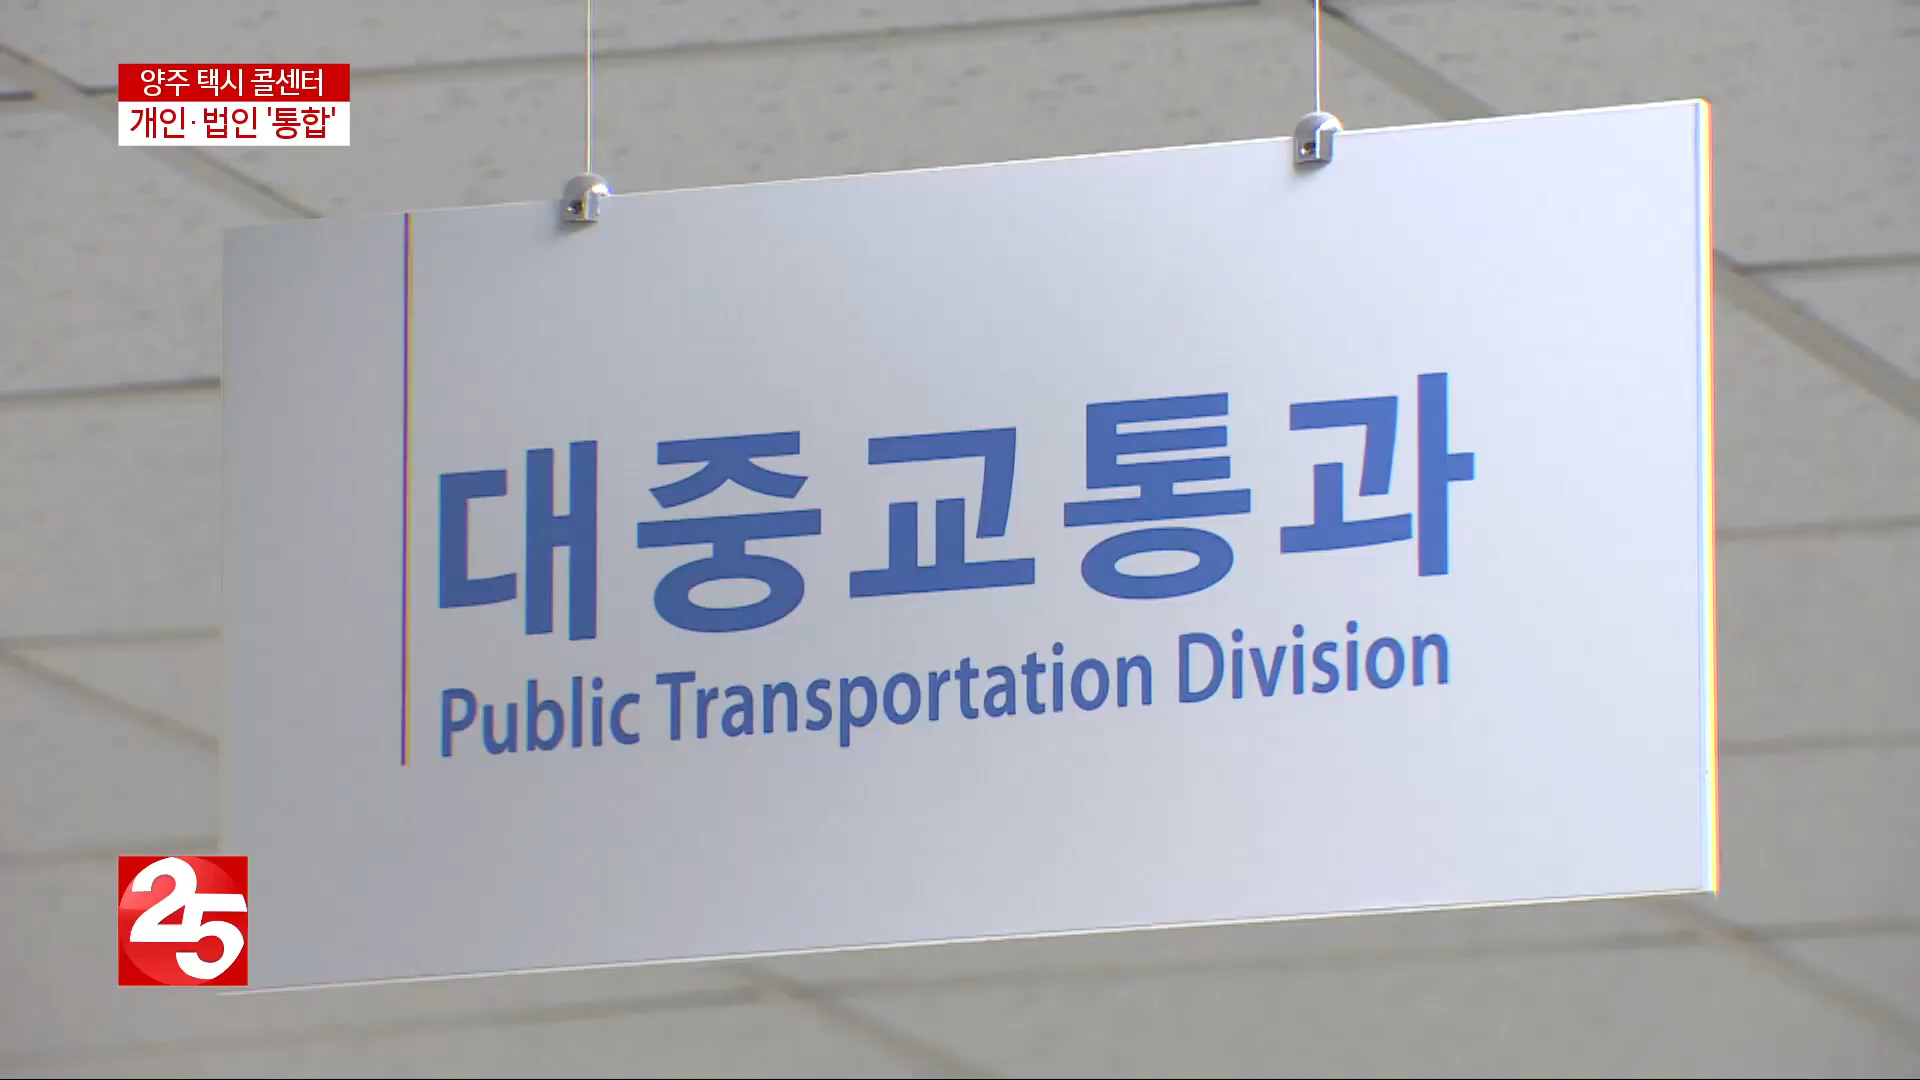 양주 택시 콜센터
개인·법인 '통합'
대중교통과
Public Transportation Division
25